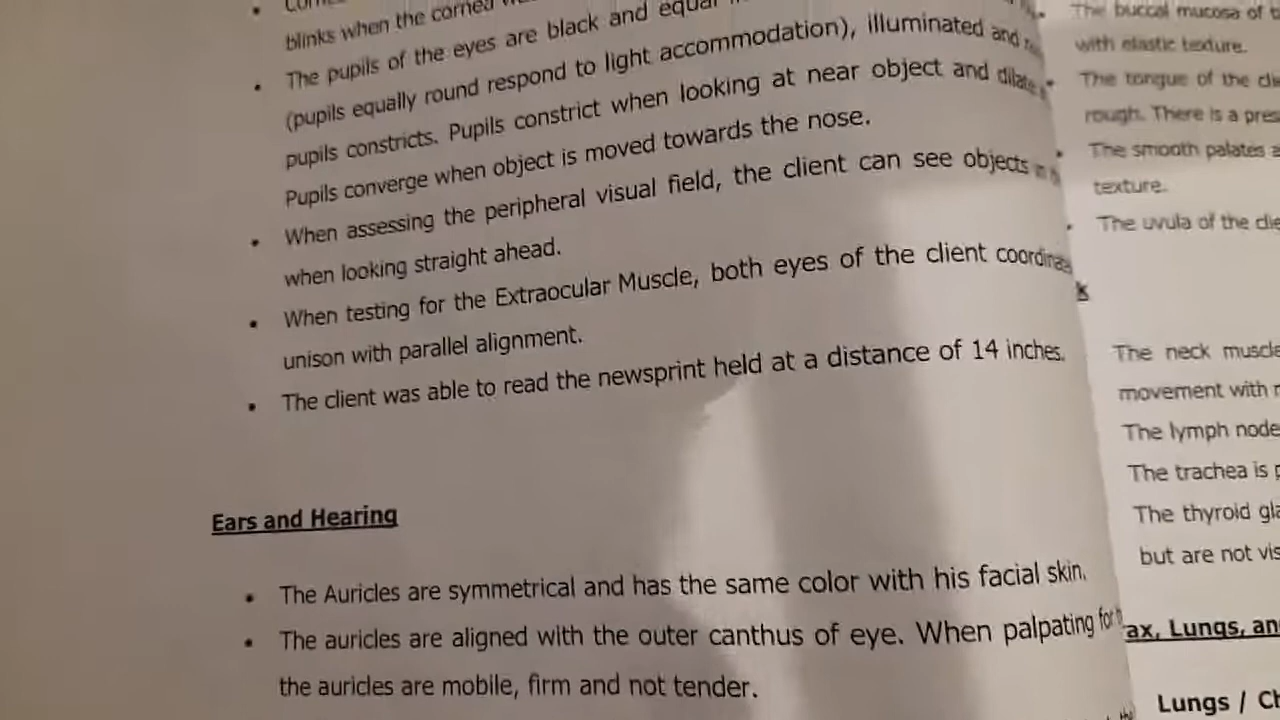 blinks when the cornea
The pupils of the eyes are black and equal
(pupils equally round respond to light accommodation), illuminated and
pupils constricts. Pupils constrict when looking at near object and dilate
Pupils converge when object is moved towards the nose.
When assessing the peripheral visual field, the client can see objects
when looking straight ahead.
When testing for the Extraocular Muscle, both eyes of the client
unison with parallel alignment.
The client was able to read the newsprint held at a distance of 14 inches.
Ears and Hearing
The Auricles are symmetrical and has the same color with his facial skin.
The auricles are aligned with the outer canthus of eye. When palpating for
the auricles are mobile, firm and not tender.
The buccal mucosa of
with elastic texture.
The tongue of the
rough. There is a
The smooth palates
texture.
The uvula of the
The neck
movement with
The lymph
The trachea is
The thyroid
but are not
Lungs, an
Lungs /